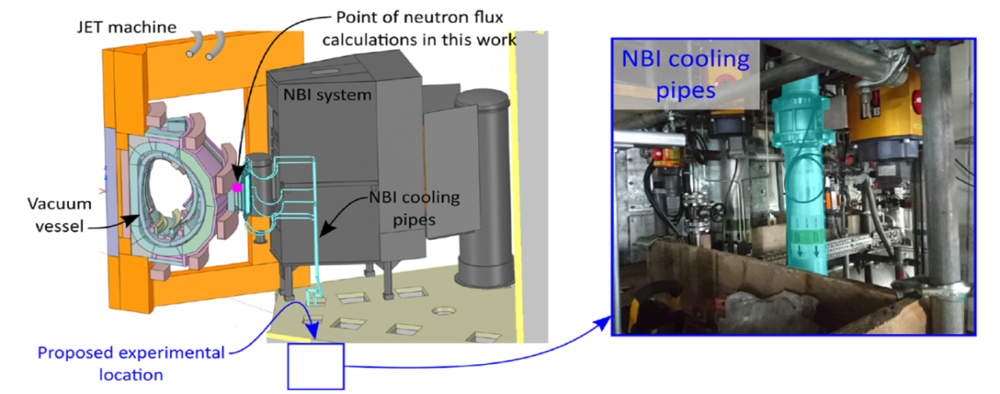 JET machine
Point of neutron flux
calculations in this work
NBI system
Vacuum
vessel
NBI cooling
pipes
Proposed experimental
location
NBI cooling
pipes